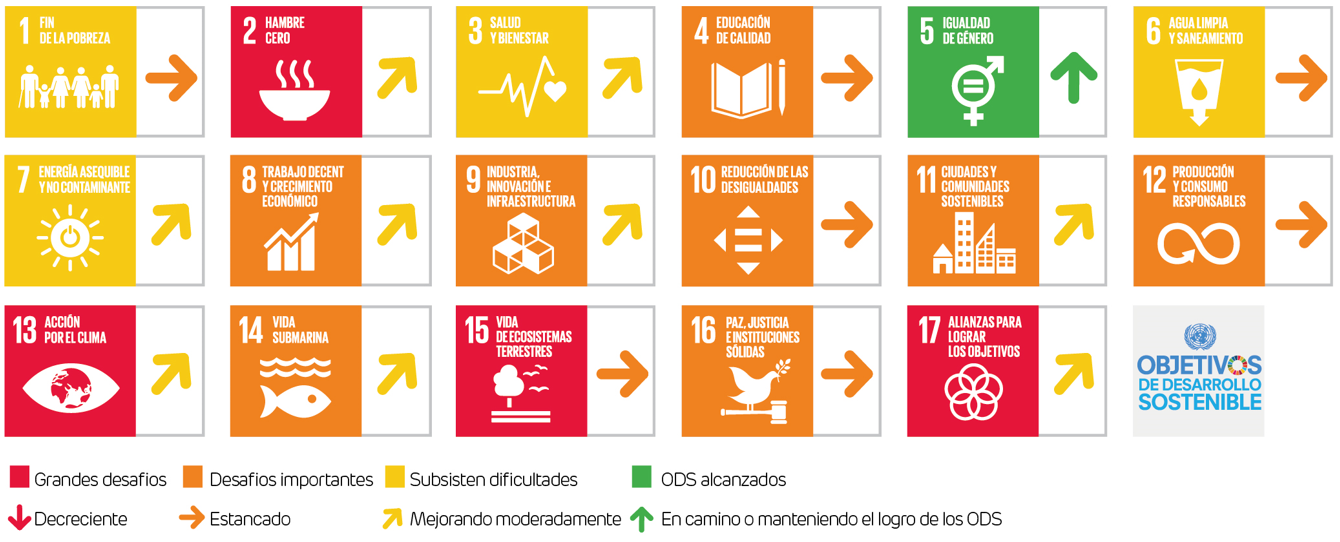 1 FIN
DE LA POBREZA
2 HAMBRE
CERO
3 SALUD
Y BIENESTAR
4 EDUCACIÓN
DE CALIDAD
5 IGUALDAD
DE GÉNERO
6 AGUA LIMPIA
Y SANEAMIENTO
7 ENERGÍA ASEQUIBLE
Y NO CONTAMINANTE
8 TRABAJO DECENT
Y CRECIMIENTO
ECONÓMICO
9 INDUSTRIA,
INNOVACIÓN E
INFRAESTRUCTURA
10 REDUCCIÓN DE LAS
DESIGUALDADES
11 CIUDADES Y
COMUNIDADES
SOSTENIBLES
12 PRODUCCIÓN
Y CONSUMO
RESPONSABLES
13 ACCIÓN
POR EL CLIMA
14 VIDA
SUBMARINA
15 VIDA
DE ECOSISTEMAS
TERRESTRES
16 PAZ, JUSTICIA
E INSTITUCIONES
SÓLIDAS
17 ALIANZAS PARA
LOGRAR
LOS OBJETIVOS
OBJETIVOS
DE DESARROLLO
SOSTENIBLE
Grandes desafios
Desafios importantes
Subsisten dificultades
ODS alcanzados
Decreciente
Estancado
Mejorando moderadamente
En camino o manteniendo el logro de los ODS